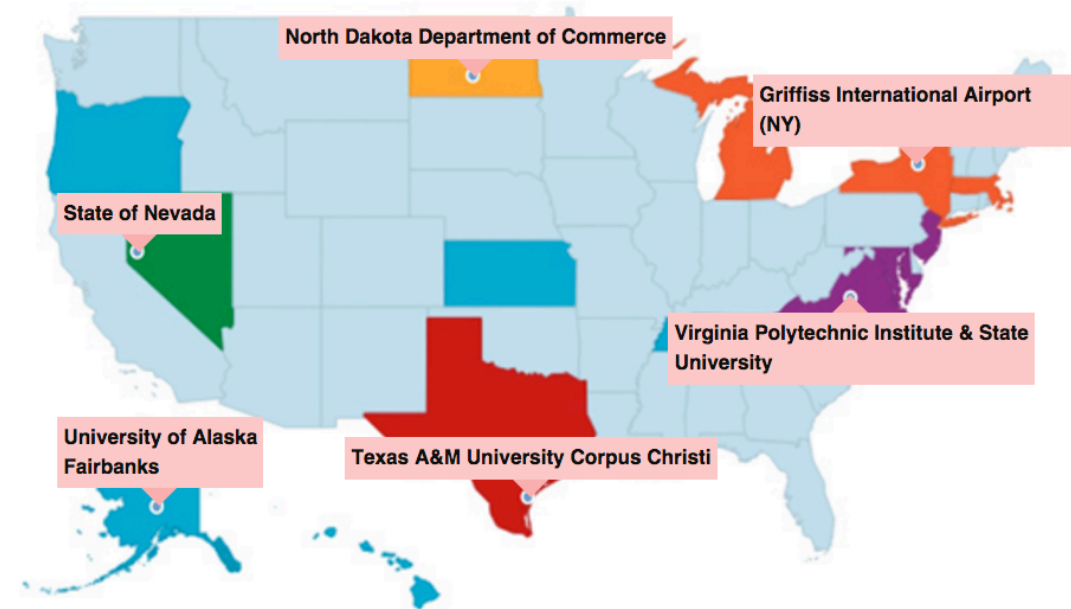 North Dakota Department of Commerce
Griffiss International Airport
(NY)
State of Nevada
Virginia Polytechnic Institute & State
University
University of Alaska
Fairbanks
Texas A&M University Corpus Christi